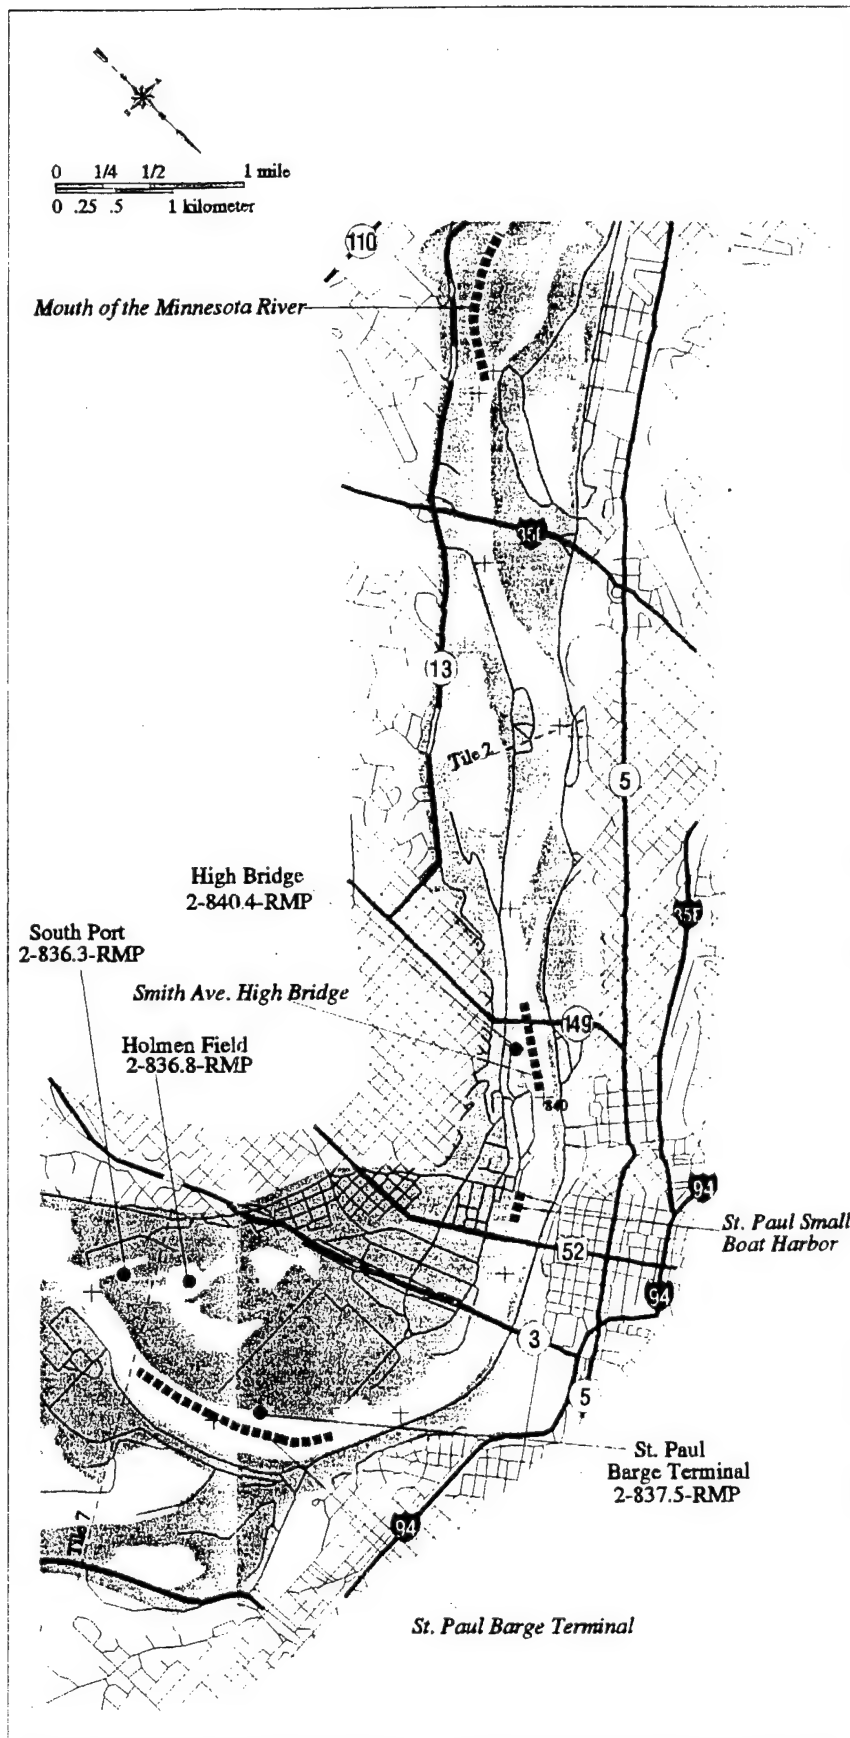 0 1/4 1/2 1 mile
0 .25 .5 1 kilometer
110
Mouth of the Minnesota River
35E
13
Tile 2
5
High Bridge
2-840.4-RMP
35E
South Port
2-836.3-RMP
Smith Ave. High Bridge
149
Holmen Field
2-836.8-RMP
840
94
St. Paul Small
Boat Harbor
52
94
3
5
St. Paul
Barge Terminal
2-837.5-RMP
94
Tile 7
St. Paul Barge Terminal